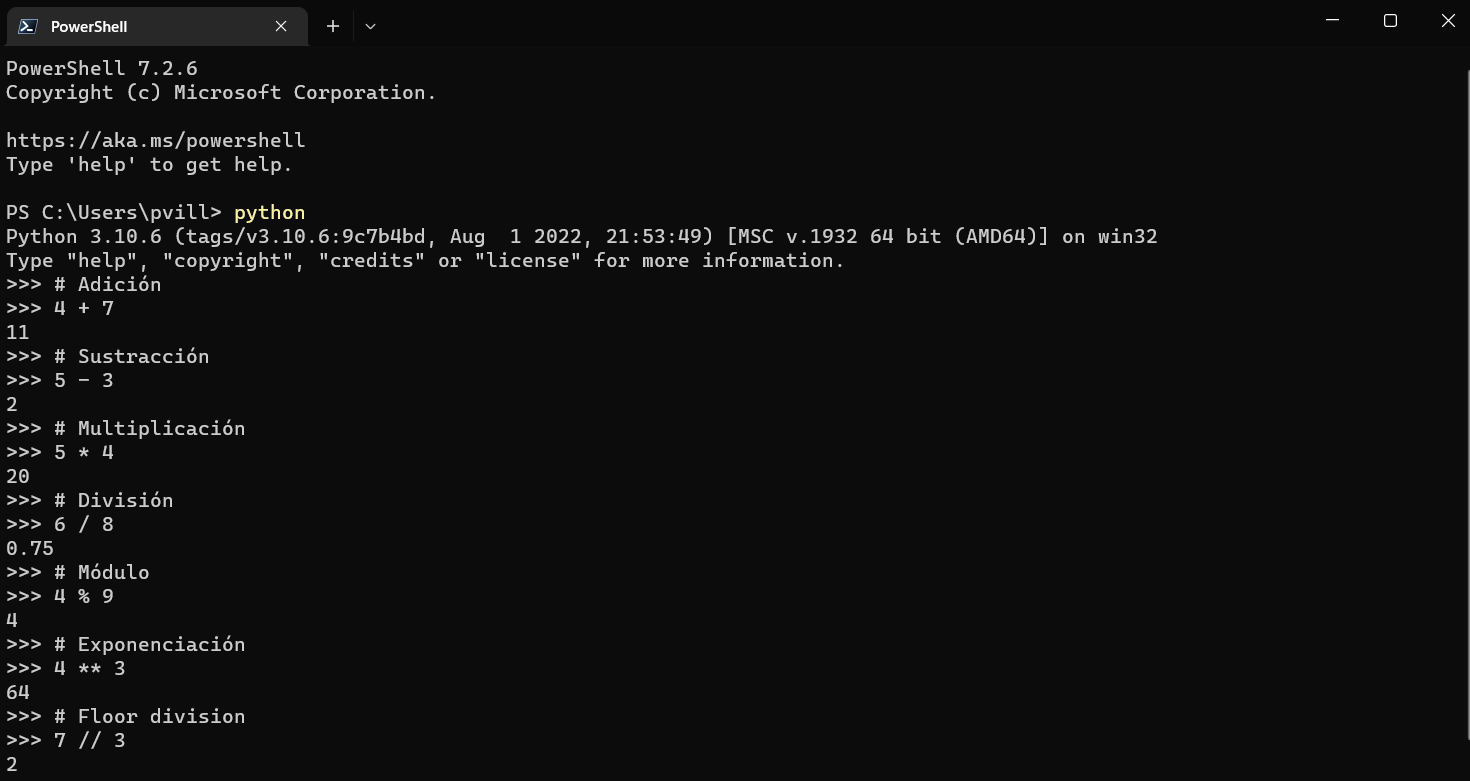 PowerShell
PowerShell 7.2.6
Copyright (c) Microsoft Corporation.
https://aka.ms/powershell
Type 'help' to get help.
PS C:\Users\pvill> python
Python 3.10.6 (tags/v3.10.6:9c7b4bd, Aug  1 2022, 21:53:49) [MSC v.1932 64 bit (AMD64)] on win32
Type "help", "copyright", "credits" or "license" for more information.
>>> # Adición
>>> 4 + 7
11
>>> # Sustracción
>>> 5 - 3
2
>>> # Multiplicación
>>> 5 * 4
20
>>> # División
>>> 6 / 8
0.75
>>> # Módulo
>>> 4 % 9
4
>>> # Exponenciación
>>> 4 ** 3
64
>>> # Floor division
>>> 7 // 3
2